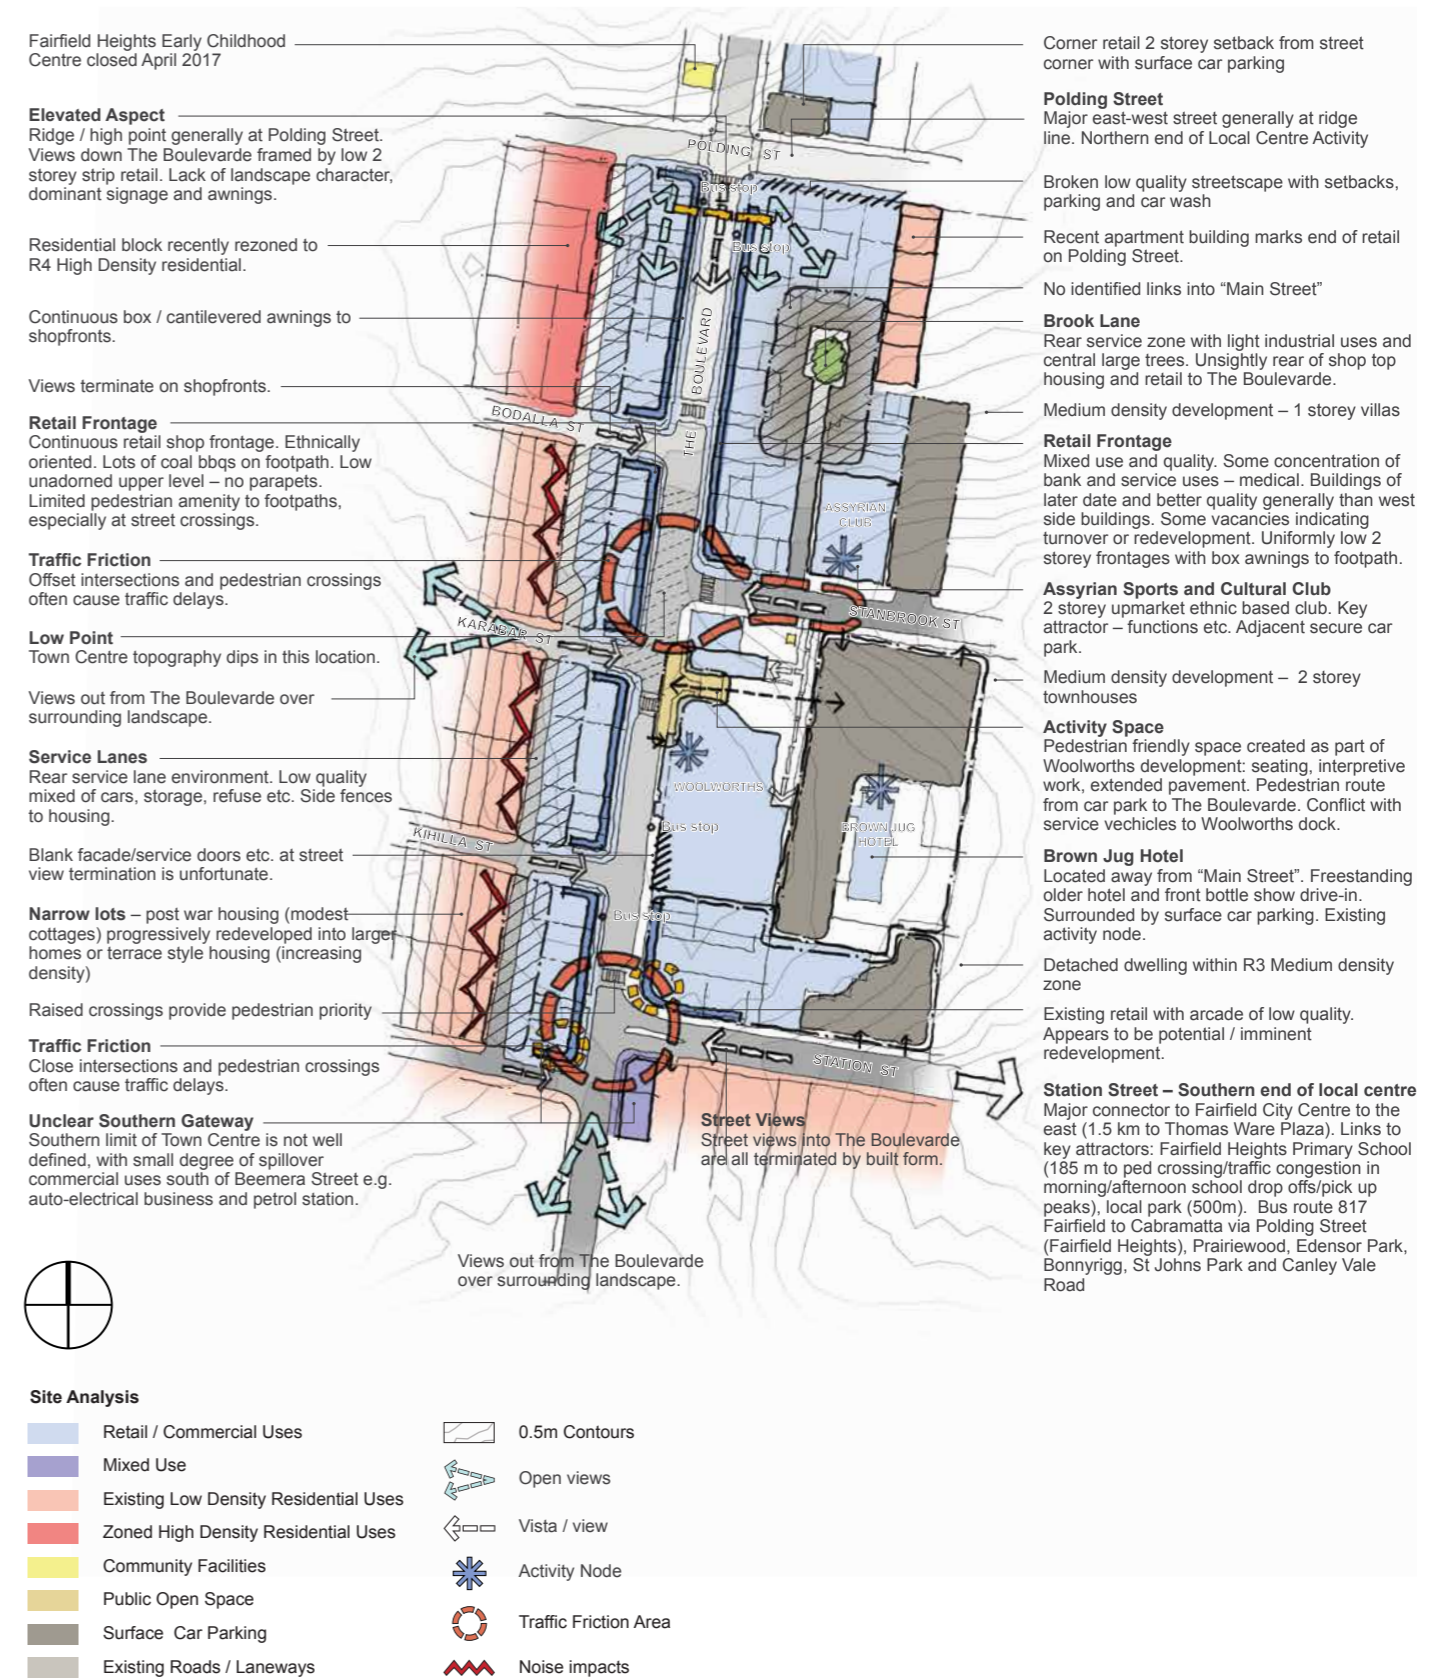 Fairfield Heights Early Childhood
Centre closed April 2017
Elevated Aspect
Ridge / high point generally at Polding Street.
Views down The Boulevarde framed by low 2
storey strip retail. Lack of landscape character,
dominant signage and awnings.
Residential block recently rezoned to
R4 High Density residential.
Continuous box / cantilevered awnings to
shopfronts.
Views terminate on shopfronts.
Retail Frontage
Continuous retail shop frontage. Ethnically
oriented. Lots of coal bbqs on footpath. Low
unadorned upper level – no parapets.
Limited pedestrian amenity to footpaths,
especially at street crossings.
Traffic Friction
Offset intersections and pedestrian crossings
often cause traffic delays.
Low Point
Town Centre topography dips in this location.
Views out from The Boulevarde over
surrounding landscape.
Service Lanes
Rear service lane environment. Low quality
mixed of cars, storage, refuse etc. Side fences
to housing.
Blank facade/service doors etc. at street
view termination is unfortunate.
Narrow lots – post war housing (modest
cottages) progressively redeveloped into larger
homes or terrace style housing (increasing
density)
Raised crossings provide pedestrian priority
Traffic Friction
Close intersections and pedestrian crossings
often cause traffic delays.
Unclear Southern Gateway
Southern limit of Town Centre is not well
defined, with small degree of spillover
commercial uses south of Beemera Street e.g.
auto-electrical business and petrol station.
POLDING ST
Bus stop
Bus stop
THE BOULEVARD
BODALLA ST
ASSYRIAN
CLUB
STANBROOK ST
KARABAR ST
WOOLWORTHS
Bus stop
BROWN JUG
HOTEL
KIHILLA ST
Bus stop
STATION ST
Street Views
Street views into The Boulevarde
are all terminated by built form.
Views out from The Boulevarde
over surrounding landscape.
Corner retail 2 storey setback from street
corner with surface car parking
Polding Street
Major east-west street generally at ridge
line. Northern end of Local Centre Activity
Broken low quality streetscape with setbacks,
parking and car wash
Recent apartment building marks end of retail
on Polding Street.
No identified links into “Main Street”
Brook Lane
Rear service zone with light industrial uses and
central large trees. Unsightly rear of shop top
housing and retail to The Boulevarde.
Medium density development – 1 storey villas
Retail Frontage
Mixed use and quality. Some concentration of
bank and service uses – medical. Buildings of
later date and better quality generally than west
side buildings. Some vacancies indicating
turnover or redevelopment. Uniformly low 2
storey frontages with box awnings to footpath.
Assyrian Sports and Cultural Club
2 storey upmarket ethnic based club. Key
attractor – functions etc. Adjacent secure car
park.
Medium density development –  2 storey
townhouses
Activity Space
Pedestrian friendly space created as part of
Woolworths development: seating, interpretive
work, extended pavement. Pedestrian route
from car park to The Boulevarde. Conflict with
service vechicles to Woolworths dock.
Brown Jug Hotel
Located away from “Main Street”. Freestanding
older hotel and front bottle show drive-in.
Surrounded by surface car parking. Existing
activity node.
Detached dwelling within R3 Medium density
zone
Existing retail with arcade of low quality.
Appears to be potential / imminent
redevelopment.
Station Street – Southern end of local centre
Major connector to Fairfield City Centre to the
east (1.5 km to Thomas Ware Plaza). Links to
key attractors: Fairfield Heights Primary School
(185 m to ped crossing/traffic congestion in
morning/afternoon school drop offs/pick up
peaks), local park (500m).  Bus route 817
Fairfield to Cabramatta via Polding Street
(Fairfield Heights), Prairiewood, Edensor Park,
Bonnyrigg, St Johns Park and Canley Vale
Road
Site Analysis
Retail / Commercial Uses
Mixed Use
Existing Low Density Residential Uses
Zoned High Density Residential Uses
Community Facilities
Public Open Space
Surface  Car Parking
Existing Roads / Laneways
0.5m Contours
Open views
Vista / view
Activity Node
Traffic Friction Area
Noise impacts